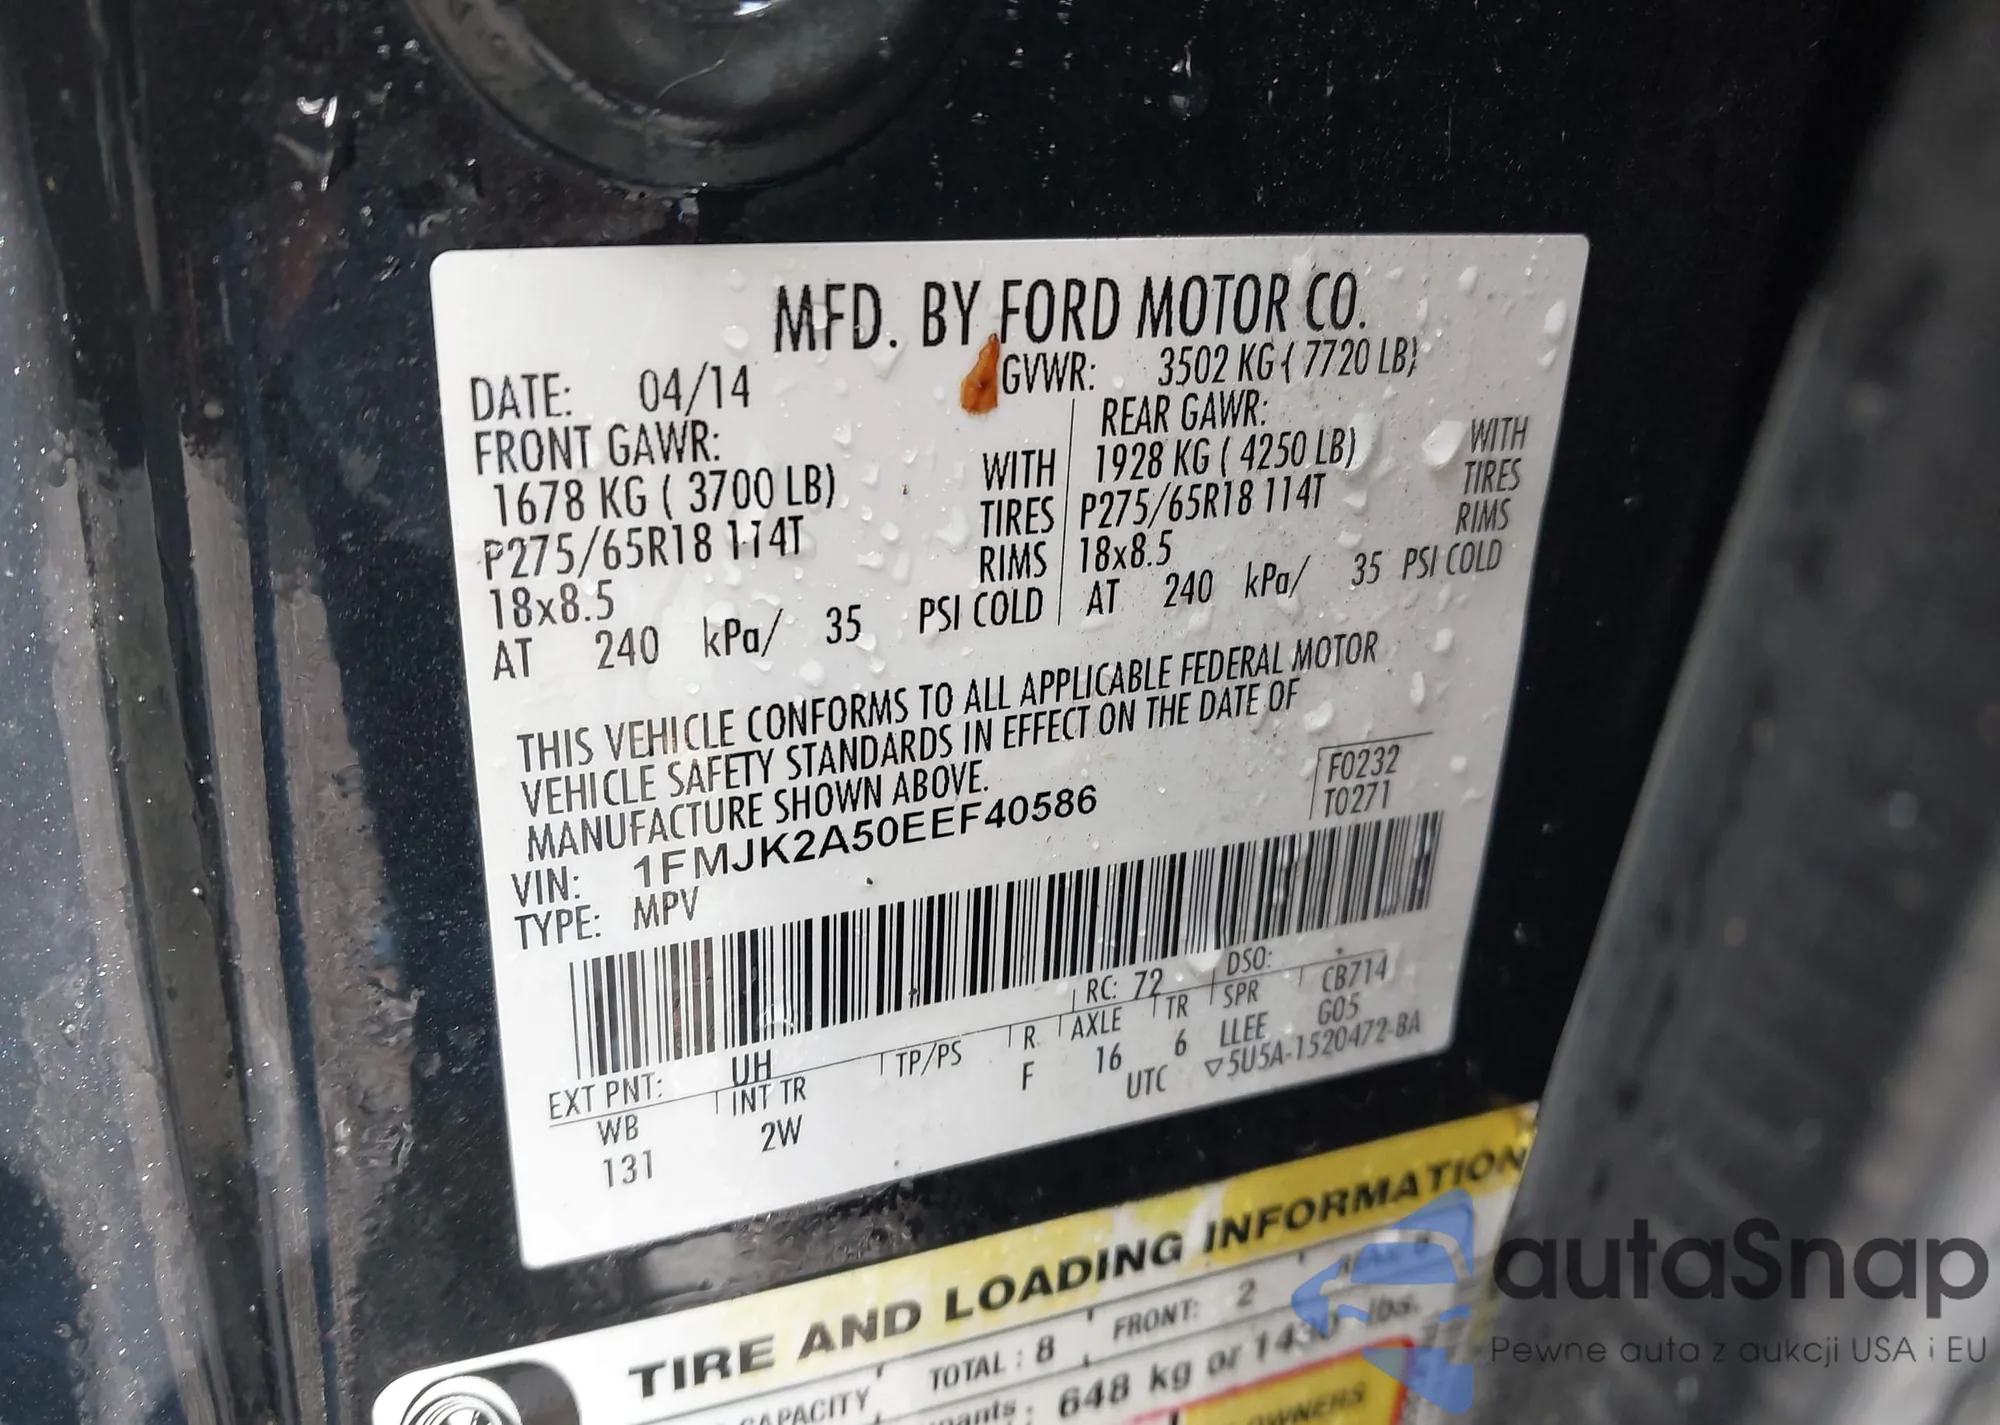 MFD. BY FORD MOTOR CO.
DATE: 04/14 GVWR: 3502 KG ( 7720 LB)
FRONT GAWR: REAR GAWR:
1678 KG ( 3700 LB) WITH 1928 KG ( 4250 LB) WITH
P275/65R18 114T TIRES P275/65R18 114T TIRES
18x8.5 RIMS 18x8.5 RIMS
AT 240 kPa/ 35 PSI COLD AT 240 kPa/ 35 PSI COLD
THIS VEHICLE CONFORMS TO ALL APPLICABLE FEDERAL MOTOR
VEHICLE SAFETY STANDARDS IN EFFECT ON THE DATE OF
MANUFACTURE SHOWN ABOVE.
F0232
T0271
VIN: 1FMJK2A50EEF40586
TYPE: MPV
EXT PNT: UH RC: 72 DSO: CB714
WB INT TR TP/PS R AXLE TR SPR G05
131 2W F 16 6 LLEE
UTC ▽5U5A-1520472-BA
TIRE AND LOADING INFORMATION
CAPACITY TOTAL : 8 FRONT: 2
648 kg or 1430 lbs.
OWNERS
autaSnap
Pewne auta z aukcji USA i EU